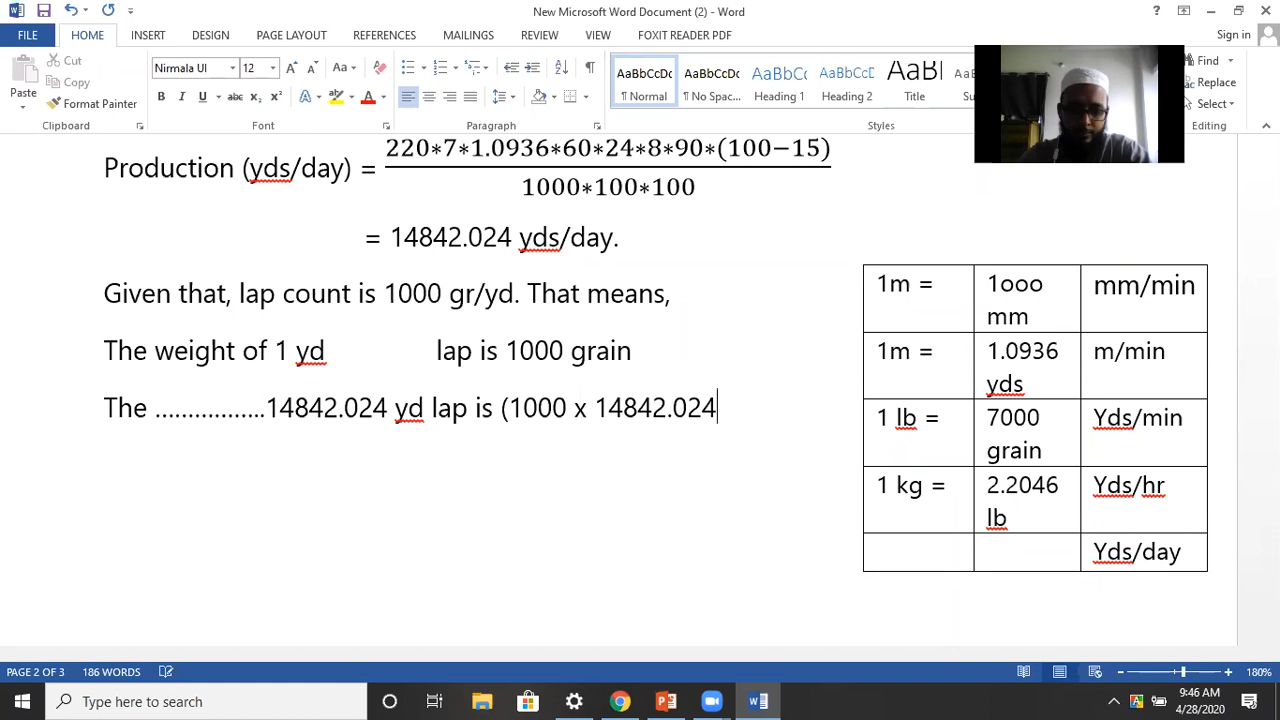 New Microsoft Word Document (2) - Word
FILE HOME INSERT DESIGN PAGE LAYOUT REFERENCES MAILINGS REVIEW VIEW FOXIT READER PDF Sign in
Paste Cut Copy Format Painter
Clipboard
Nirmala UI 12
Font
Paragraph
AaBbCcDc ¶ Normal
AaBbCcDc ¶ No Spac...
AaBbCc Heading 1
AaBbCcD Heading 2
AaBb Title
Styles
Find
Replace
Select
Editing
Production (yds/day) = 220*7*1.0936*60*24*8*90*(100−15)
1000*100*100
= 14842.024 yds/day.
Given that, lap count is 1000 gr/yd. That means,
The weight of 1 yd lap is 1000 grain
The ……………..14842.024 yd lap is (1000 x 14842.024
1m = 1ooo mm mm/min
1m = 1.0936 yds m/min
1 lb = 7000 grain Yds/min
1 kg = 2.2046 lb Yds/hr
Yds/day
PAGE 2 OF 3 186 WORDS 180%
Type here to search
9:46 AM
4/28/2020